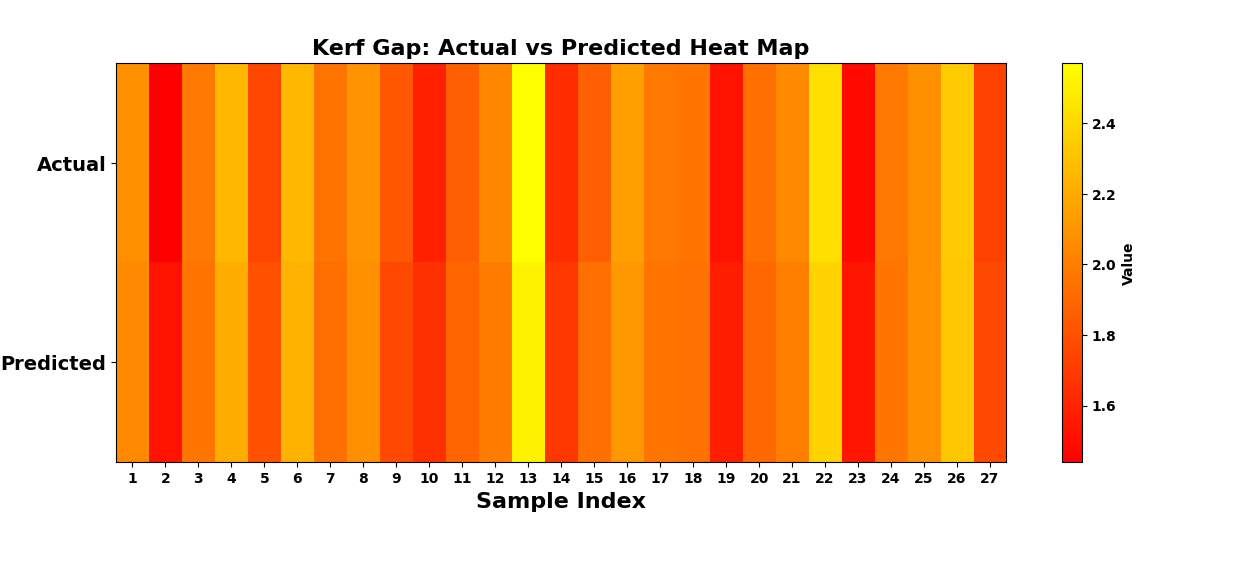 Kerf Gap: Actual vs Predicted Heat Map
Actual
Predicted
1 2 3 4 5 6 7 8 9 10 11 12 13 14 15 16 17 18 19 20 21 22 23 24 25 26 27
Sample Index
2.4
2.2
2.0
1.8
1.6
Value